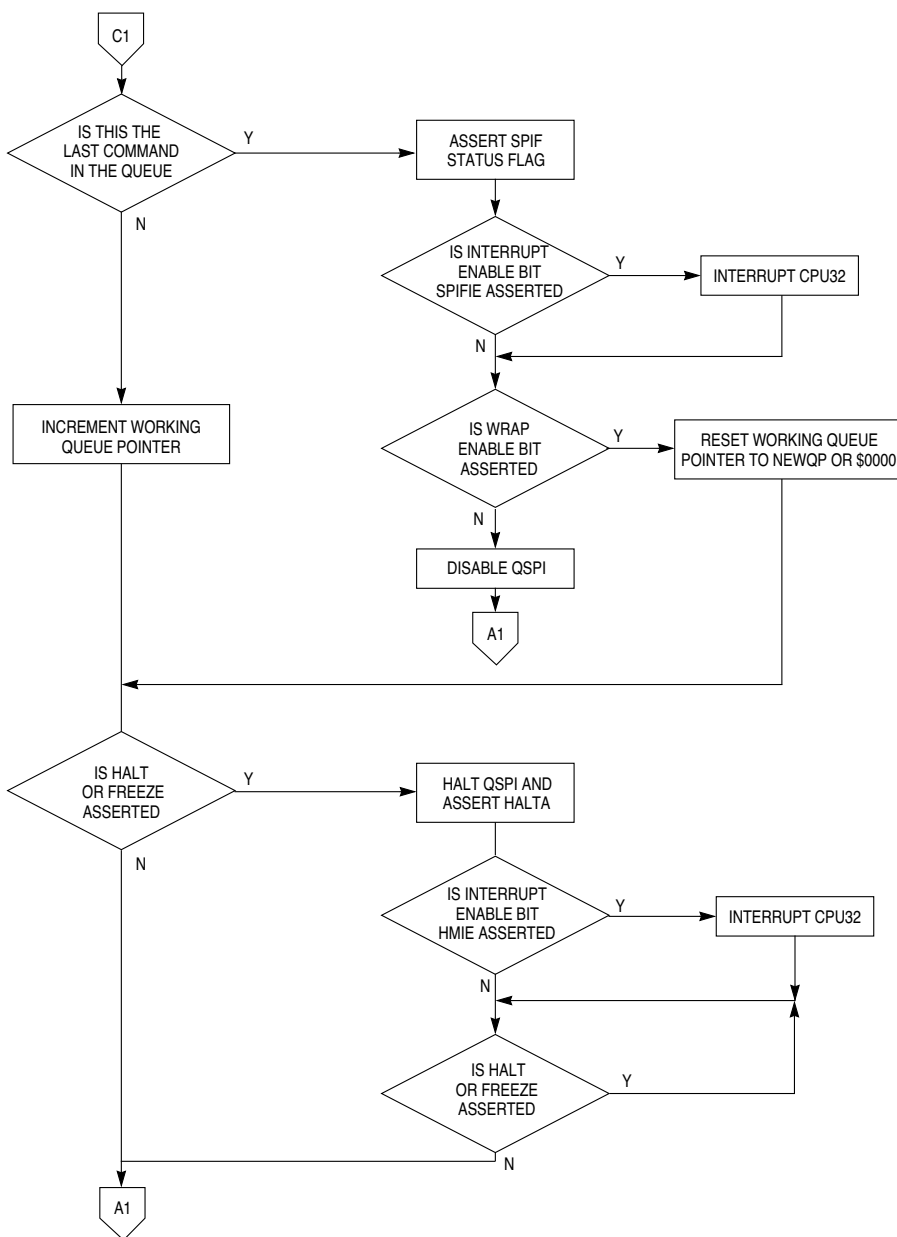 C1
IS THIS THE
LAST COMMAND
IN THE QUEUE
Y
N
ASSERT SPIF
STATUS FLAG
IS INTERRUPT
ENABLE BIT
SPIFIE ASSERTED
Y
N
INTERRUPT CPU32
INCREMENT WORKING
QUEUE POINTER
IS WRAP
ENABLE BIT
ASSERTED
Y
N
RESET WORKING QUEUE
POINTER TO NEWQP OR $0000
DISABLE QSPI
A1
IS HALT
OR FREEZE
ASSERTED
Y
N
HALT QSPI AND
ASSERT HALTA
IS INTERRUPT
ENABLE BIT
HMIE ASSERTED
Y
N
INTERRUPT CPU32
IS HALT
OR FREEZE
ASSERTED
Y
N
A1